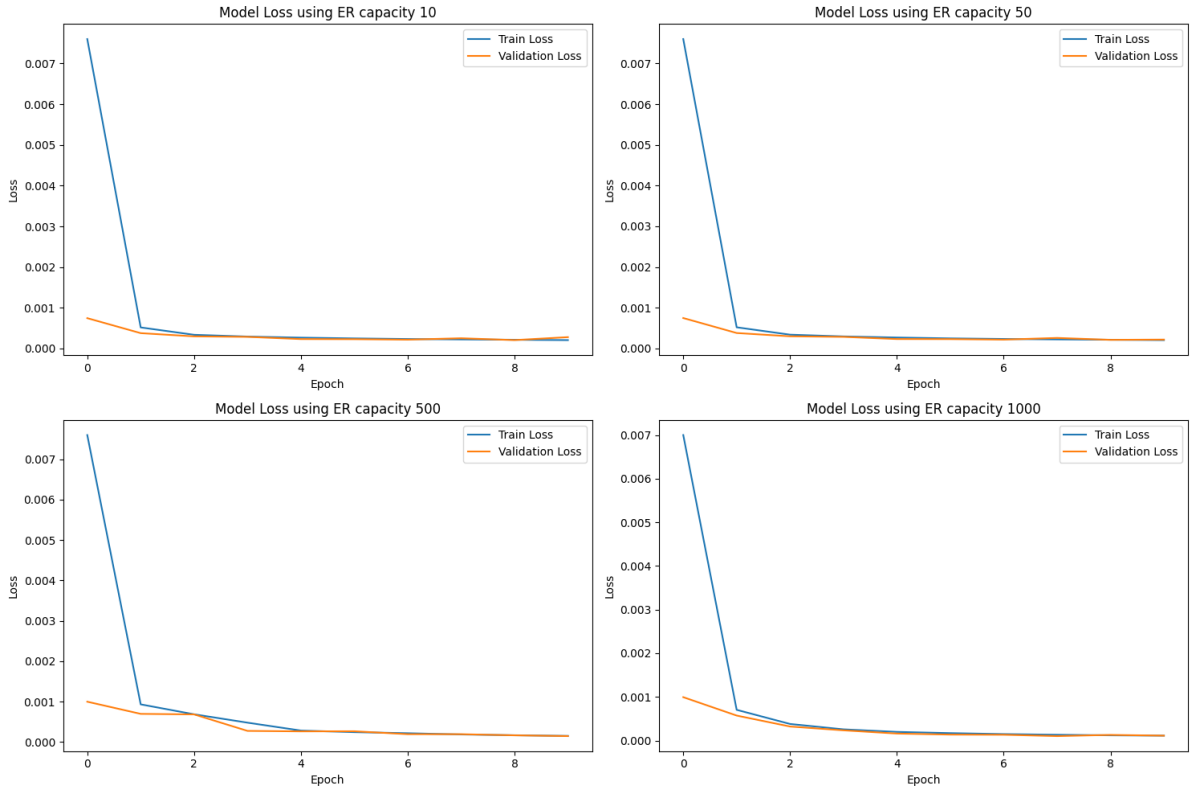 Model Loss using ER capacity 10
Train Loss
Validation Loss
0.007
0.006
0.005
0.004
0.003
0.002
0.001
0.000
Loss
0 2 4 6 8
Epoch
Model Loss using ER capacity 50
Train Loss
Validation Loss
0.007
0.006
0.005
0.004
0.003
0.002
0.001
0.000
Loss
0 2 4 6 8
Epoch
Model Loss using ER capacity 500
Train Loss
Validation Loss
0.007
0.006
0.005
0.004
0.003
0.002
0.001
0.000
Loss
0 2 4 6 8
Epoch
Model Loss using ER capacity 1000
Train Loss
Validation Loss
0.007
0.006
0.005
0.004
0.003
0.002
0.001
0.000
Loss
0 2 4 6 8
Epoch